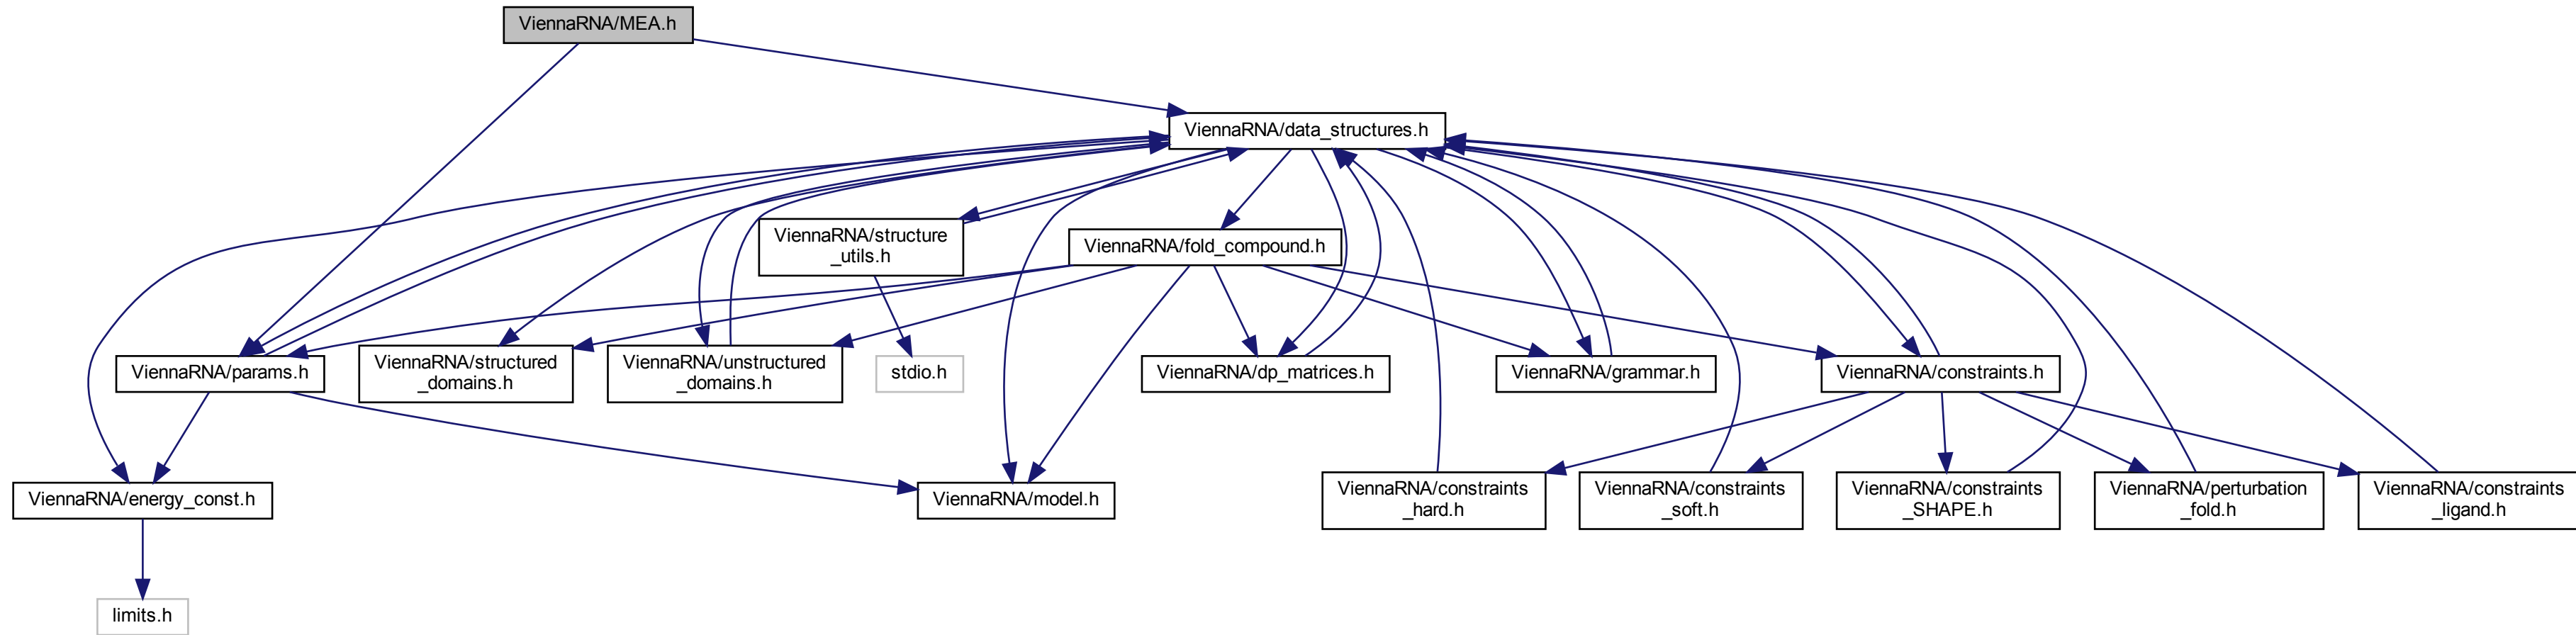 ViennaRNA/MEA.h
ViennaRNA/data_structures.h
ViennaRNA/structure
_utils.h
ViennaRNA/fold_compound.h
ViennaRNA/params.h
ViennaRNA/structured
_domains.h
ViennaRNA/unstructured
_domains.h
stdio.h
ViennaRNA/dp_matrices.h
ViennaRNA/grammar.h
ViennaRNA/constraints.h
ViennaRNA/energy_const.h
ViennaRNA/model.h
ViennaRNA/constraints
_hard.h
ViennaRNA/constraints
_soft.h
ViennaRNA/constraints
_SHAPE.h
ViennaRNA/perturbation
_fold.h
ViennaRNA/constraints
_ligand.h
limits.h